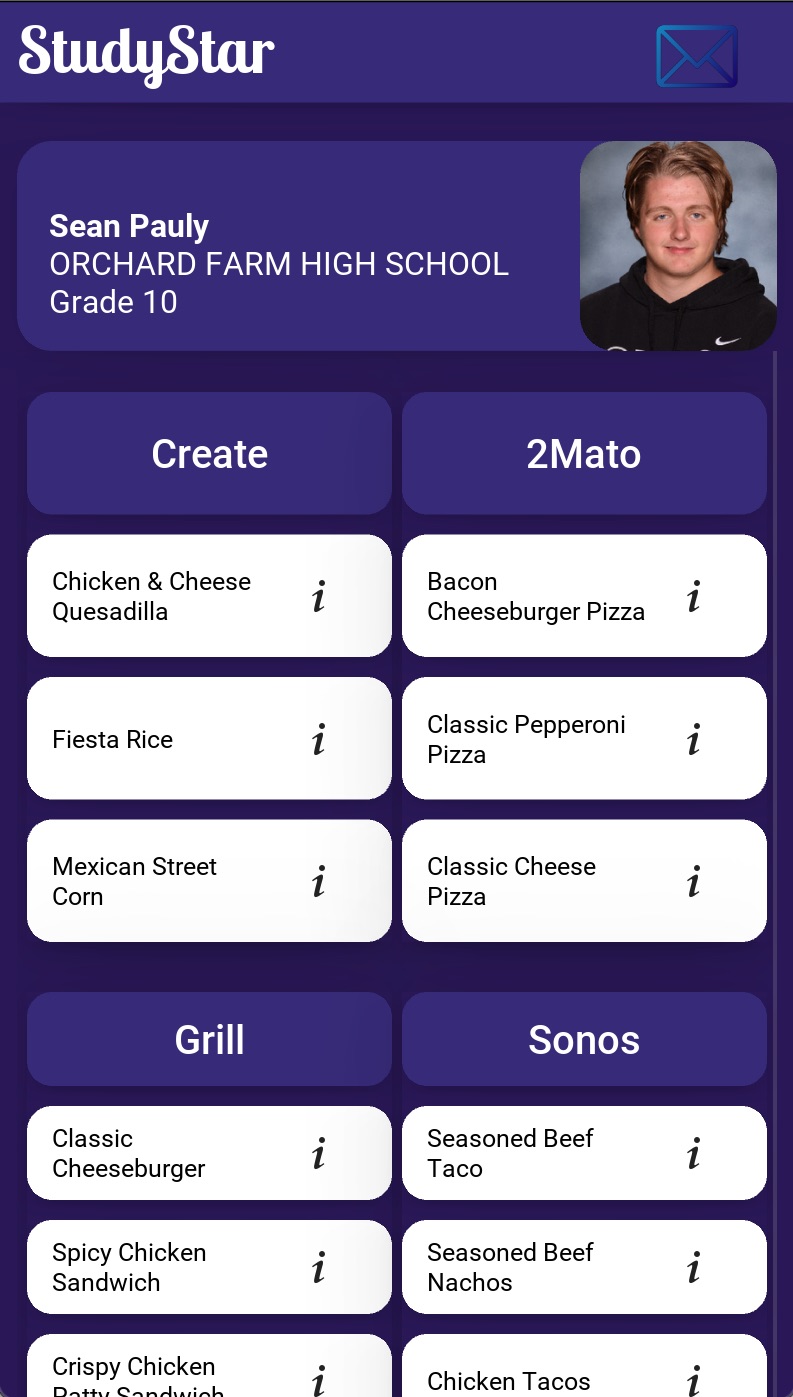 StudyStar
Sean Pauly
ORCHARD FARM HIGH SCHOOL
Grade 10
Create
2Mato
Chicken & Cheese
Quesadilla
i
Bacon
Cheeseburger Pizza
i
Fiesta Rice
i
Classic Pepperoni
Pizza
i
Mexican Street
Corn
i
Classic Cheese
Pizza
i
Grill
Sonos
Classic
Cheeseburger
i
Seasoned Beef
Taco
i
Spicy Chicken
Sandwich
i
Seasoned Beef
Nachos
i
Crispy Chicken
Patty Sandwich
i
Chicken Tacos
i